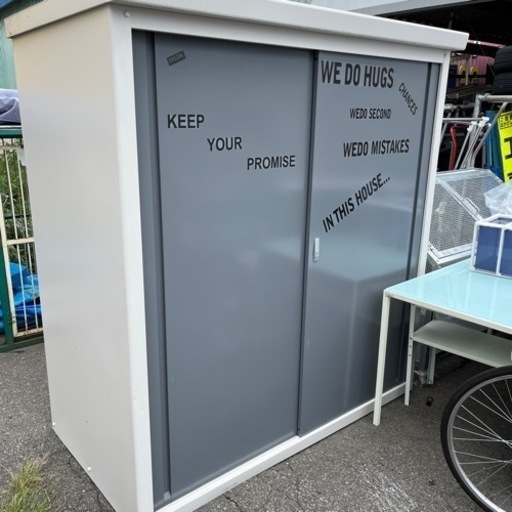 KEEP
YOUR
PROMISE
WE DO HUGS
CHANCES
WEDO SECOND
WEDO MISTAKES
IN THIS HOUSE...